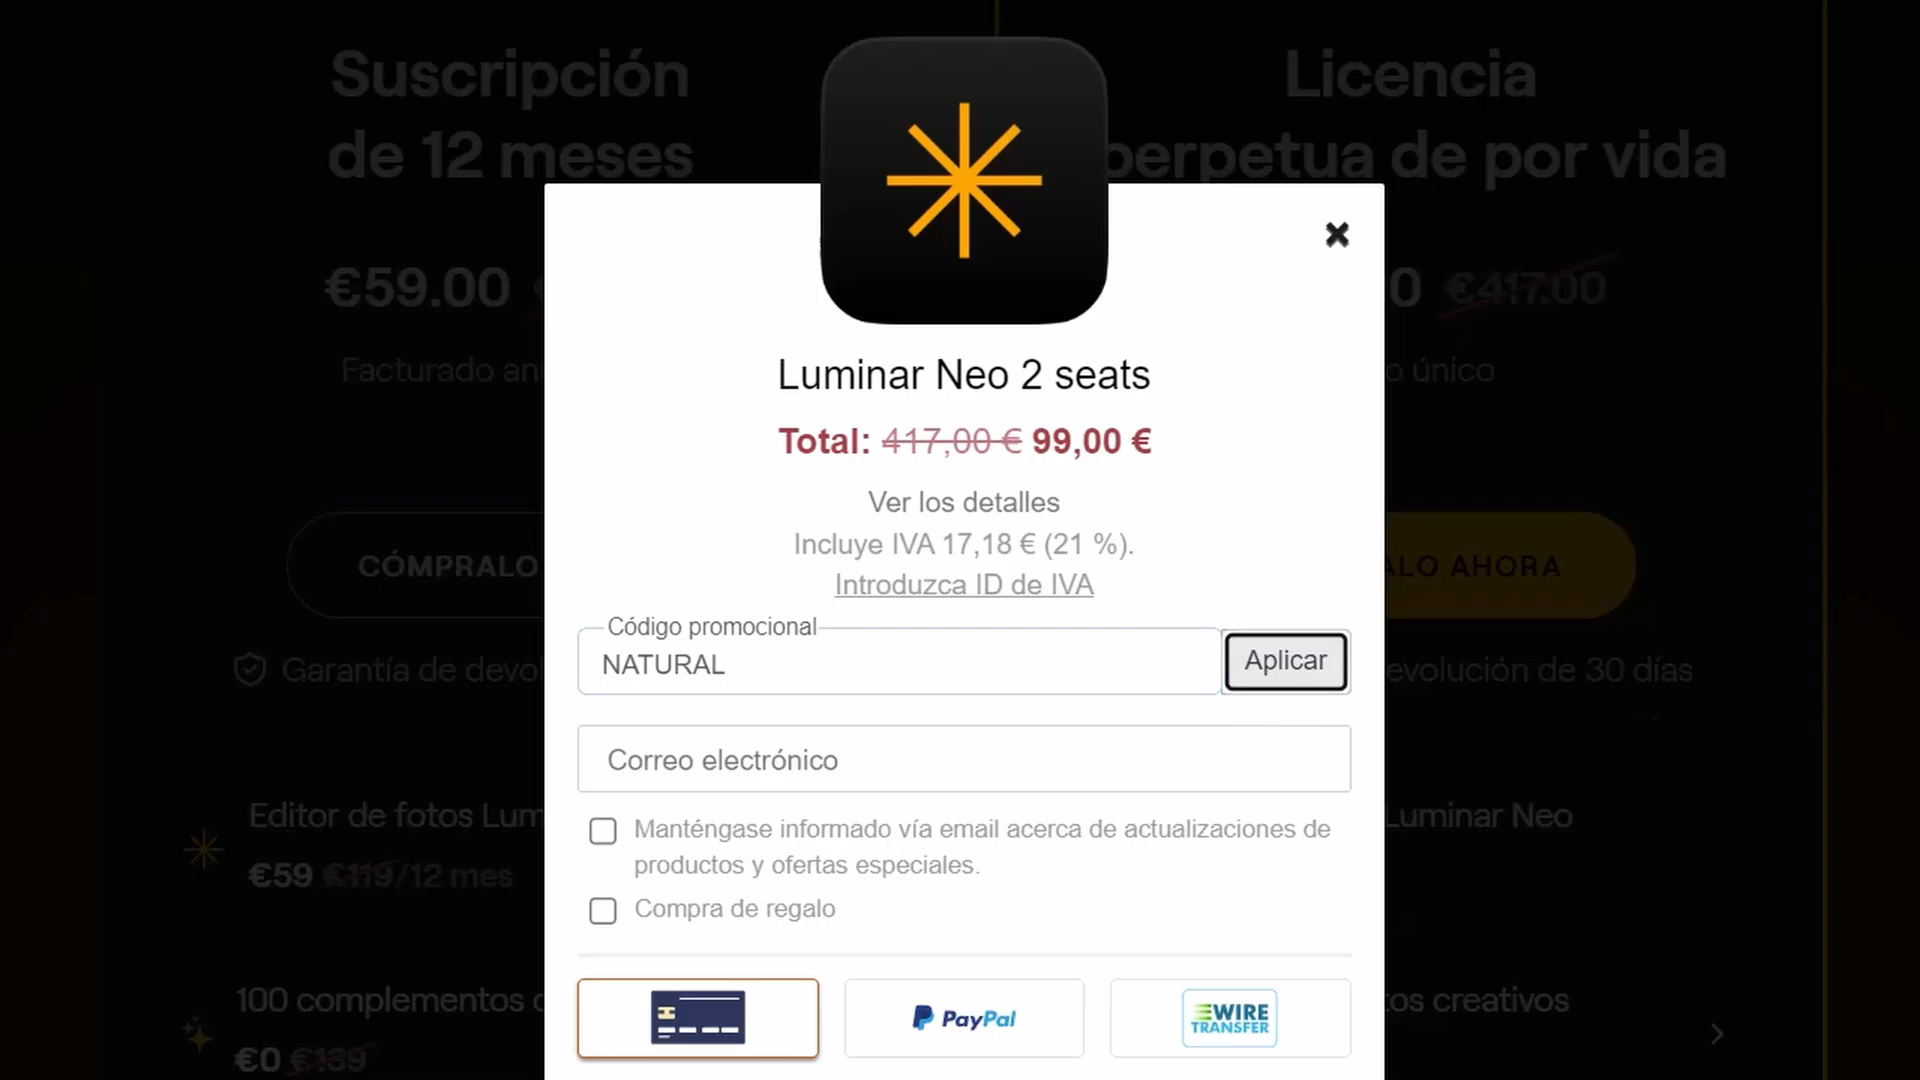 Suscripción
de 12 meses
€59.00
Facturado an
CÓMPRALO
Garantía de devol
Editor de fotos Lum
€59 €119/12 mes
100 complementos
€0 €139
Licencia
perpetua de por vida
0 €417.00
o único
ALO AHORA
evolución de 30 días
Luminar Neo
os creativos
Luminar Neo 2 seats
Total: 417,00 € 99,00 €
Ver los detalles
Incluye IVA 17,18 € (21 %).
Introduzca ID de IVA
Código promocional
NATURAL
Aplicar
Correo electrónico
Manténgase informado vía email acerca de actualizaciones de
productos y ofertas especiales.
Compra de regalo
PayPal
WIRE
TRANSFER